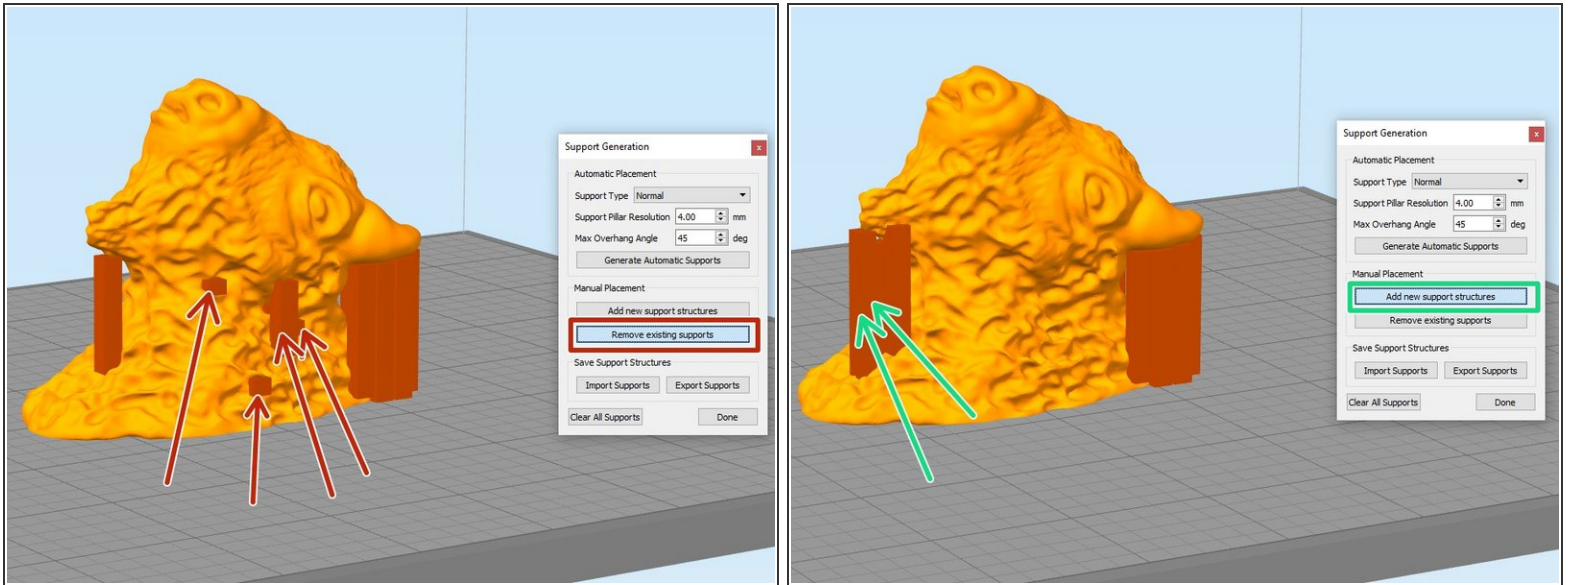 Support Generation
x
Automatic Placement
Support Type Normal
Support Pillar Resolution 4.00 mm
Max Overhang Angle 45 deg
Generate Automatic Supports
Manual Placement
Add new support structures
Remove existing supports
Save Support Structures
Import Supports Export Supports
Clear All Supports Done
Support Generation
x
Automatic Placement
Support Type Normal
Support Pillar Resolution 4.00 mm
Max Overhang Angle 45 deg
Generate Automatic Supports
Manual Placement
Add new support structures
Remove existing supports
Save Support Structures
Import Supports Export Supports
Clear All Supports Done